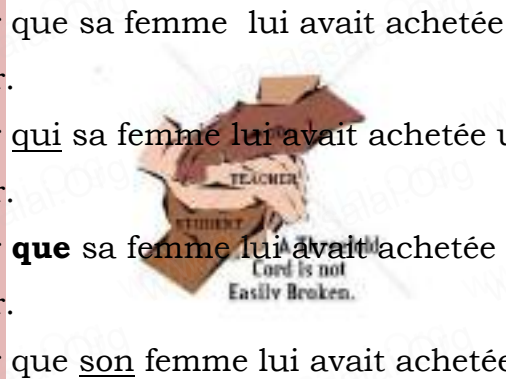 que sa femme lui avait achetée
r.
qui sa femme lui avait achetée u
r.
TEACHER
STUDENT
que sa femme lui avait achetée
A Threefold
Cord is not
Easily Broken.
r.
que son femme lui avait achetée